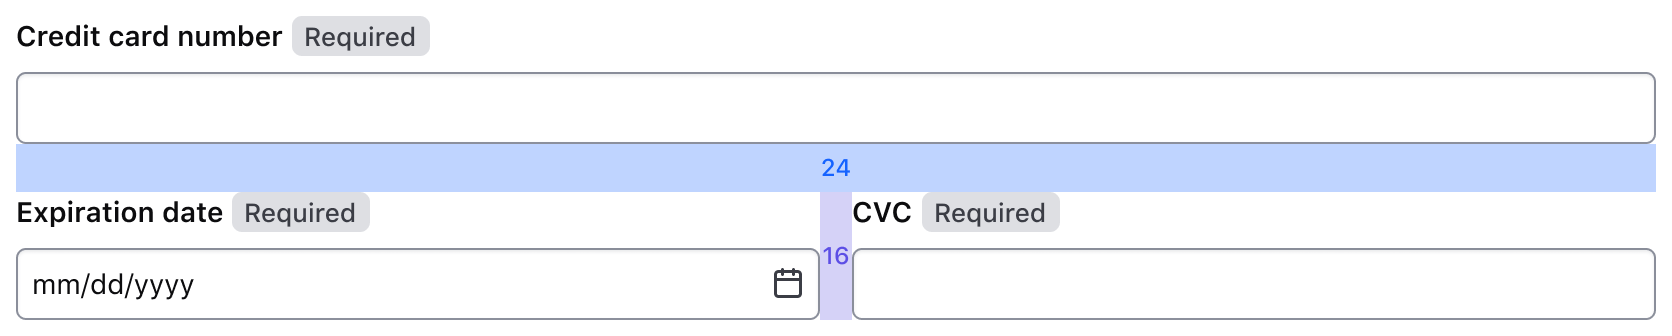 Credit card number Required
24
Expiration date Required
CVC Required
16
mm/dd/yyyy